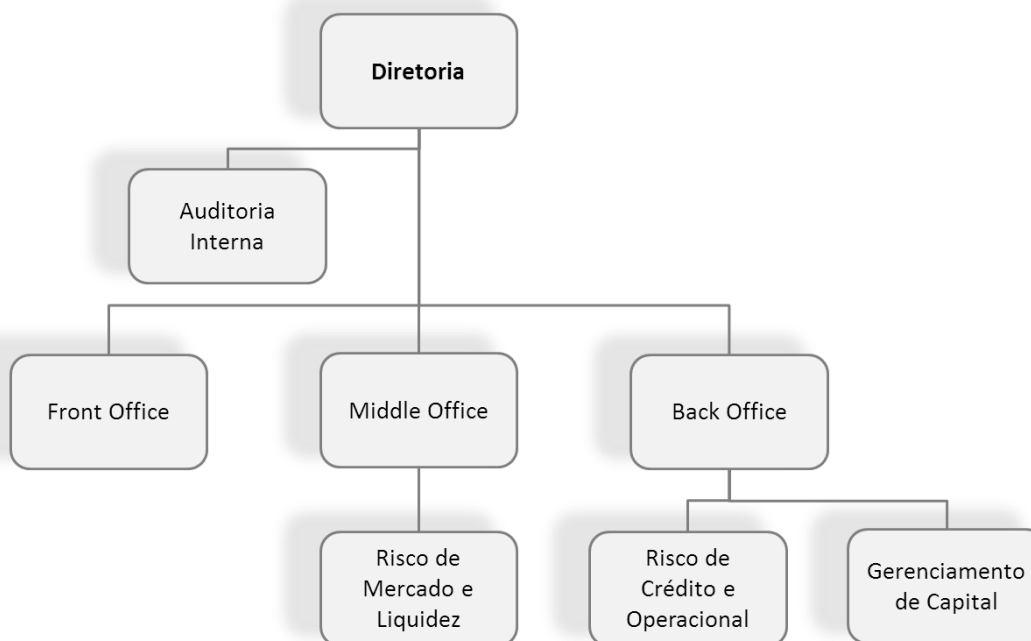 Diretoria
Auditoria
Interna
Front Office
Middle Office
Back Office
Risco de
Mercado e
Liquidez
Risco de
Crédito e
Operacional
Gerenciamento
de Capital